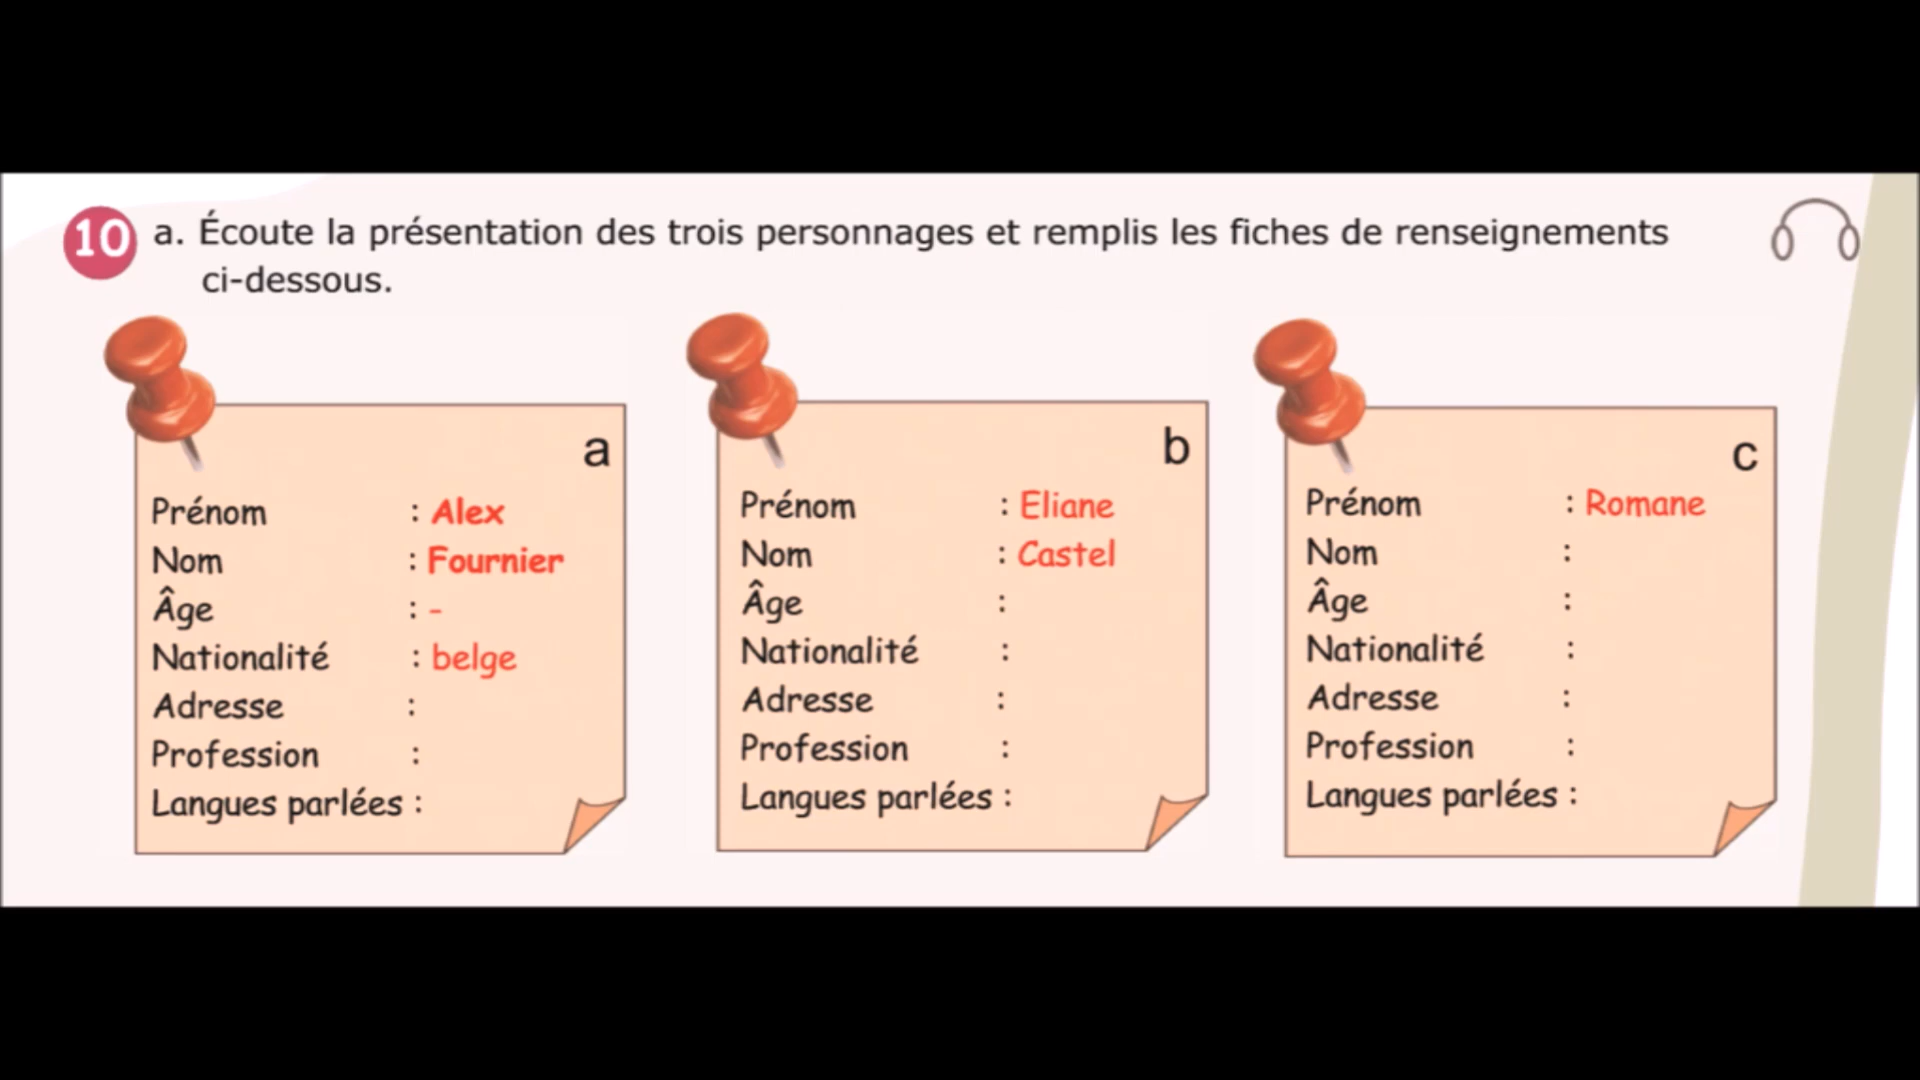 10 a. Écoute la présentation des trois personnages et remplis les fiches de renseignements
ci-dessous.
a
Prénom : Alex
Nom : Fournier
Âge : -
Nationalité : belge
Adresse :
Profession :
Langues parlées :
b
Prénom : Eliane
Nom : Castel
Âge :
Nationalité :
Adresse :
Profession :
Langues parlées :
c
Prénom : Romane
Nom :
Âge :
Nationalité :
Adresse :
Profession :
Langues parlées :